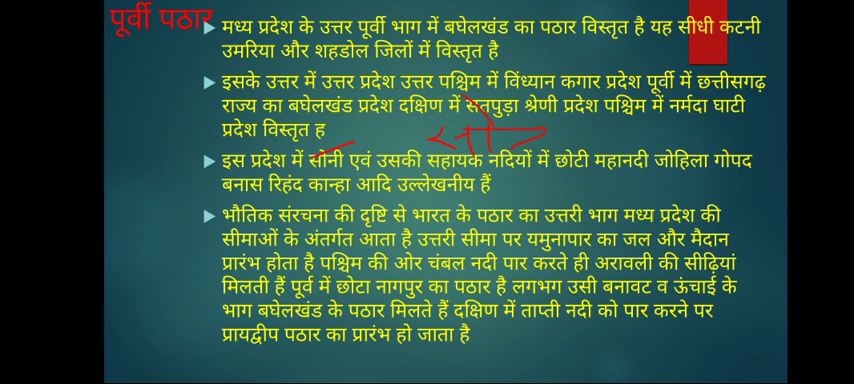 पूर्वी पठार
मध्य प्रदेश के उत्तर पूर्वी भाग में बघेलखंड का पठार विस्तृत है यह सीधी कटनी
उमरिया और शहडोल जिलों में विस्तृत है
इसके उत्तर में उत्तर प्रदेश उत्तर पश्चिम में विंध्यान कगार प्रदेश पूर्वी में छत्तीसगढ़
राज्य का बघेलखंड प्रदेश दक्षिण में सतपुड़ा श्रेणी प्रदेश पश्चिम में नर्मदा घाटी
प्रदेश विस्तृत ह
इस प्रदेश में सोनी एवं उसकी सहायक नदियों में छोटी महानदी जोहिला गोपद
बनास रिहंद कान्हा आदि उल्लेखनीय हैं
भौतिक संरचना की दृष्टि से भारत के पठार का उत्तरी भाग मध्य प्रदेश की
सीमाओं के अंतर्गत आता है उत्तरी सीमा पर यमुनापार का जल और मैदान
प्रारंभ होता है पश्चिम की ओर चंबल नदी पार करते ही अरावली की सीढ़ियां
मिलती हैं पूर्व में छोटा नागपुर का पठार है लगभग उसी बनावट व ऊंचाई के
भाग बघेलखंड के पठार मिलते हैं दक्षिण में ताप्ती नदी को पार करने पर
प्रायद्वीप पठार का प्रारंभ हो जाता है